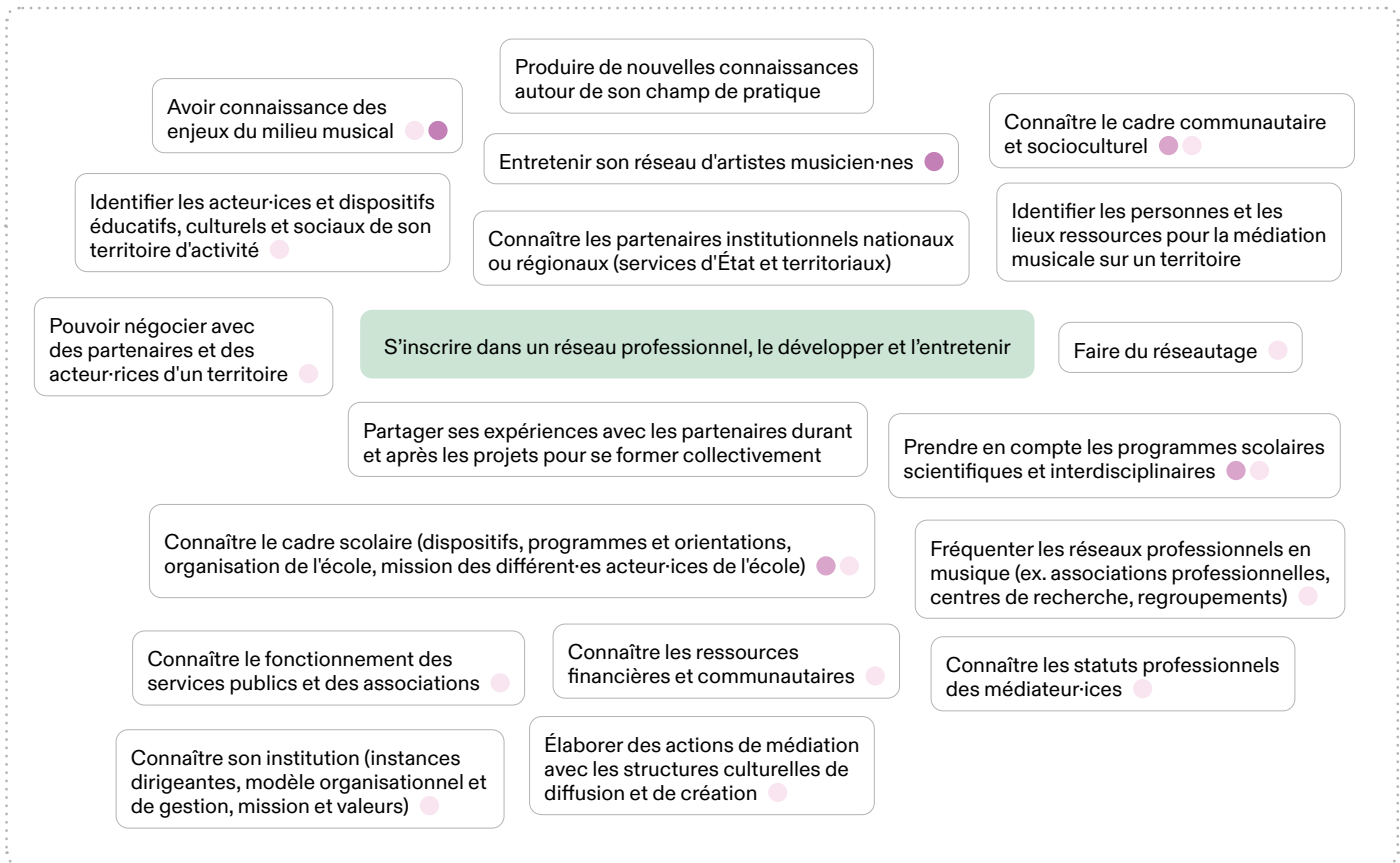 Produire de nouvelles connaissances
autour de son champ de pratique
Avoir connaissance des
enjeux du milieu musical
Connaître le cadre communautaire
et socioculturel
Entretenir son réseau d'artistes musicien·nes
Identifier les acteur·ices et dispositifs
éducatifs, culturels et sociaux de son
territoire d'activité
Connaître les partenaires institutionnels nationaux
ou régionaux (services d'État et territoriaux)
Identifier les personnes et les
lieux ressources pour la médiation
musicale sur un territoire
Pouvoir négocier avec
des partenaires et des
acteur·rices d'un territoire
S’inscrire dans un réseau professionnel, le développer et l’entretenir
Faire du réseautage
Partager ses expériences avec les partenaires durant
et après les projets pour se former collectivement
Prendre en compte les programmes scolaires
scientifiques et interdisciplinaires
Connaître le cadre scolaire (dispositifs, programmes et orientations,
organisation de l'école, mission des différent·es acteur·ices de l'école)
Fréquenter les réseaux professionnels en
musique (ex. associations professionnelles,
centres de recherche, regroupements)
Connaître le fonctionnement des
services publics et des associations
Connaître les ressources
financières et communautaires
Connaître les statuts professionnels
des médiateur·ices
Connaître son institution (instances
dirigeantes, modèle organisationnel et
de gestion, mission et valeurs)
Élaborer des actions de médiation
avec les structures culturelles de
diffusion et de création